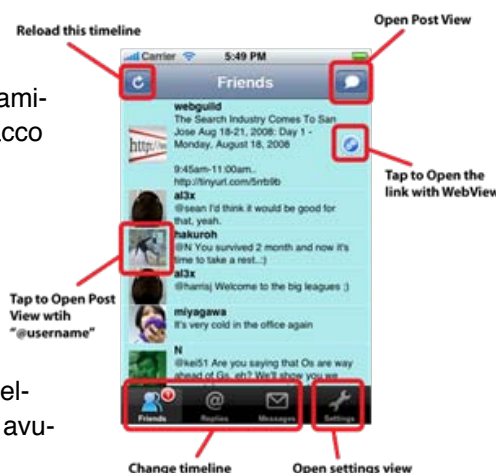 Open Post View
Reload this timeline
Carrier 5:49 PM
Friends
webguild
The Search Industry Comes To San
Jose Aug 18-21, 2008: Day 1 -
Monday, August 18, 2008
9:45am-11:00am..
http://tinyurl.com/5rrb9b
ami-
acco
http://
Tap to Open the
link with WebView
al3x
@sean I'd think it would be good for
that, yeah.
hakuroh
@N You survived 2 month and now it's
time to take a rest..:)
al3x
@harrisj Welcome to the big leagues :)
Tap to Open Post
View wtih
"@username"
miyagawa
It's very cold in the office again
N
@kei51 Are you saying that Os are way
ahead of Gs, eh? We'll show you we
el-
avu-
Friends
Replies
Messages
Settings
Change timeline
Open settings view